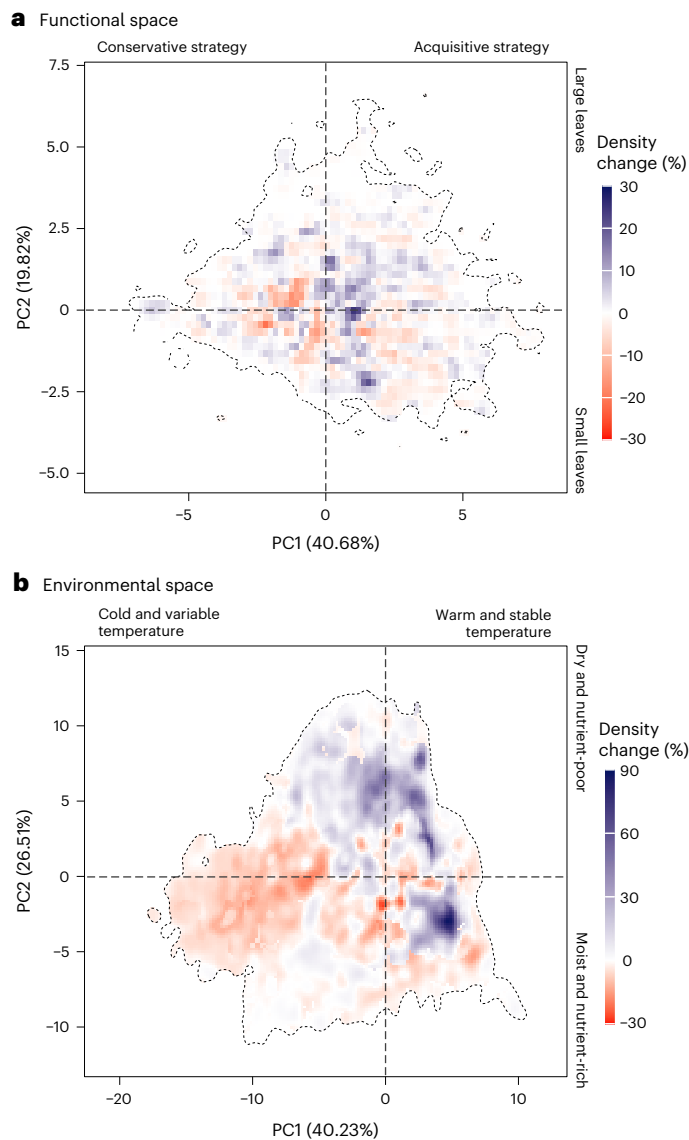 a Functional space
Conservative strategy
Acquisitive strategy
7.5
5.0
2.5
0
−2.5
−5.0
PC2 (19.82%)
−5
0
5
PC1 (40.68%)
Large leaves
Small leaves
Density
change (%)
30
20
10
0
−10
−20
−30
b Environmental space
Cold and variable
temperature
Warm and stable
temperature
15
10
5
0
−5
−10
PC2 (26.51%)
−20
−10
0
10
PC1 (40.23%)
Dry and nutrient-poor
Moist and nutrient-rich
Density
change (%)
90
60
30
0
−30